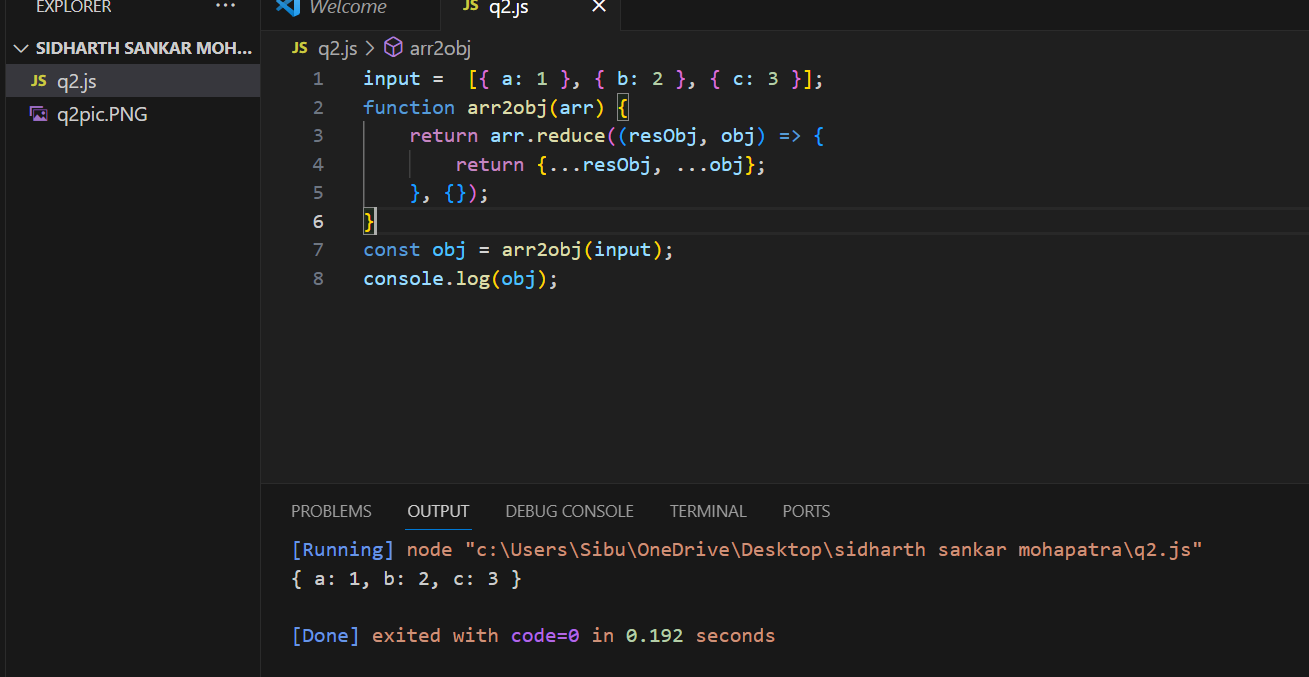 EXPLORER ...
Welcome
JS q2.js
SIDHARTH SANKAR MOH...
JS q2.js
q2pic.PNG
JS q2.js > arr2obj
1 input =  [{ a: 1 }, { b: 2 }, { c: 3 }];
2 function arr2obj(arr) {
3     return arr.reduce((resObj, obj) => {
4         return {...resObj, ...obj};
5     }, {});
6 }
7 const obj = arr2obj(input);
8 console.log(obj);
PROBLEMS OUTPUT DEBUG CONSOLE TERMINAL PORTS
[Running] node "c:\Users\Sibu\OneDrive\Desktop\sidharth sankar mohapatra\q2.js"
{ a: 1, b: 2, c: 3 }
[Done] exited with code=0 in 0.192 seconds